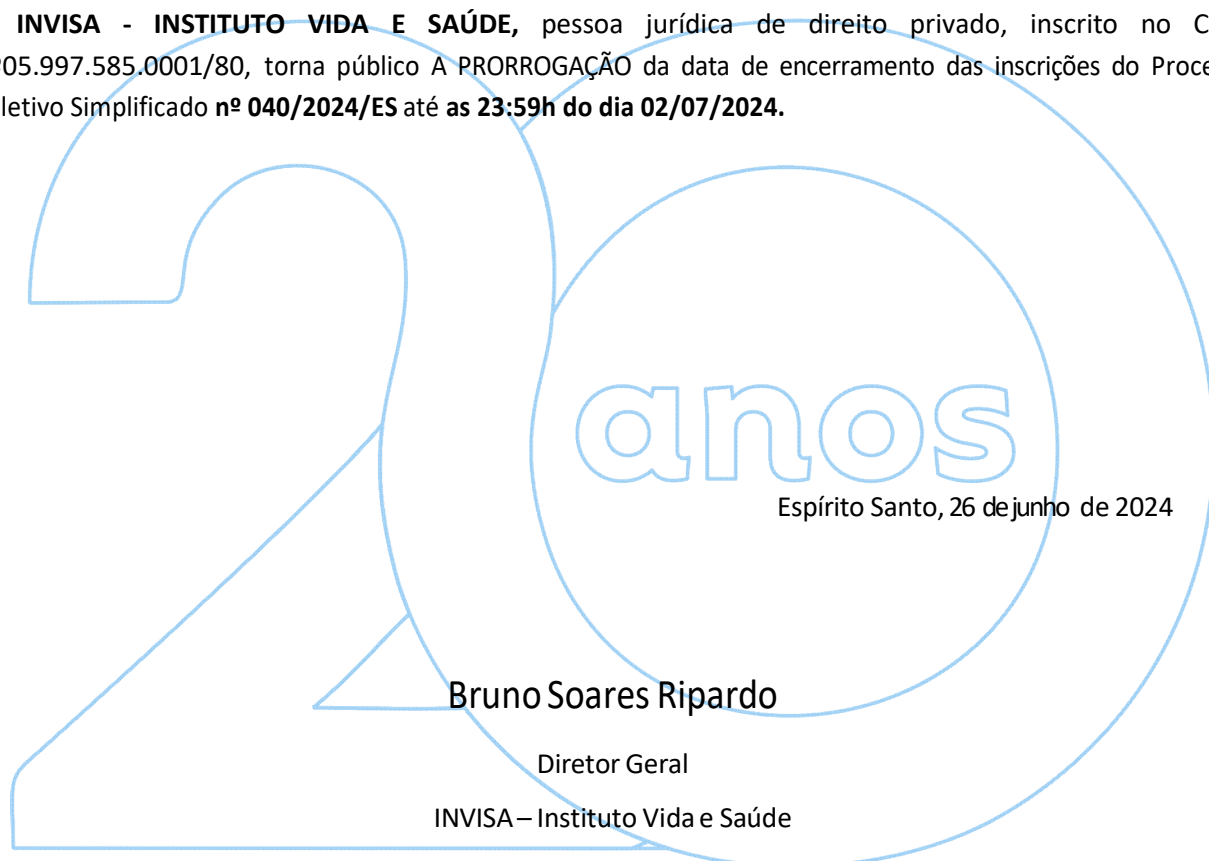 INVISA - INSTITUTO VIDA E SAÚDE, pessoa jurídica de direito privado, inscrito no C
05.997.585.0001/80, torna público A PRORROGAÇÃO da data de encerramento das inscrições do Proce
letivo Simplificado nº 040/2024/ES até as 23:59h do dia 02/07/2024.
20
anos
Espírito Santo, 26 de junho de 2024
Bruno Soares Ripardo
Diretor Geral
INVISA – Instituto Vida e Saúde